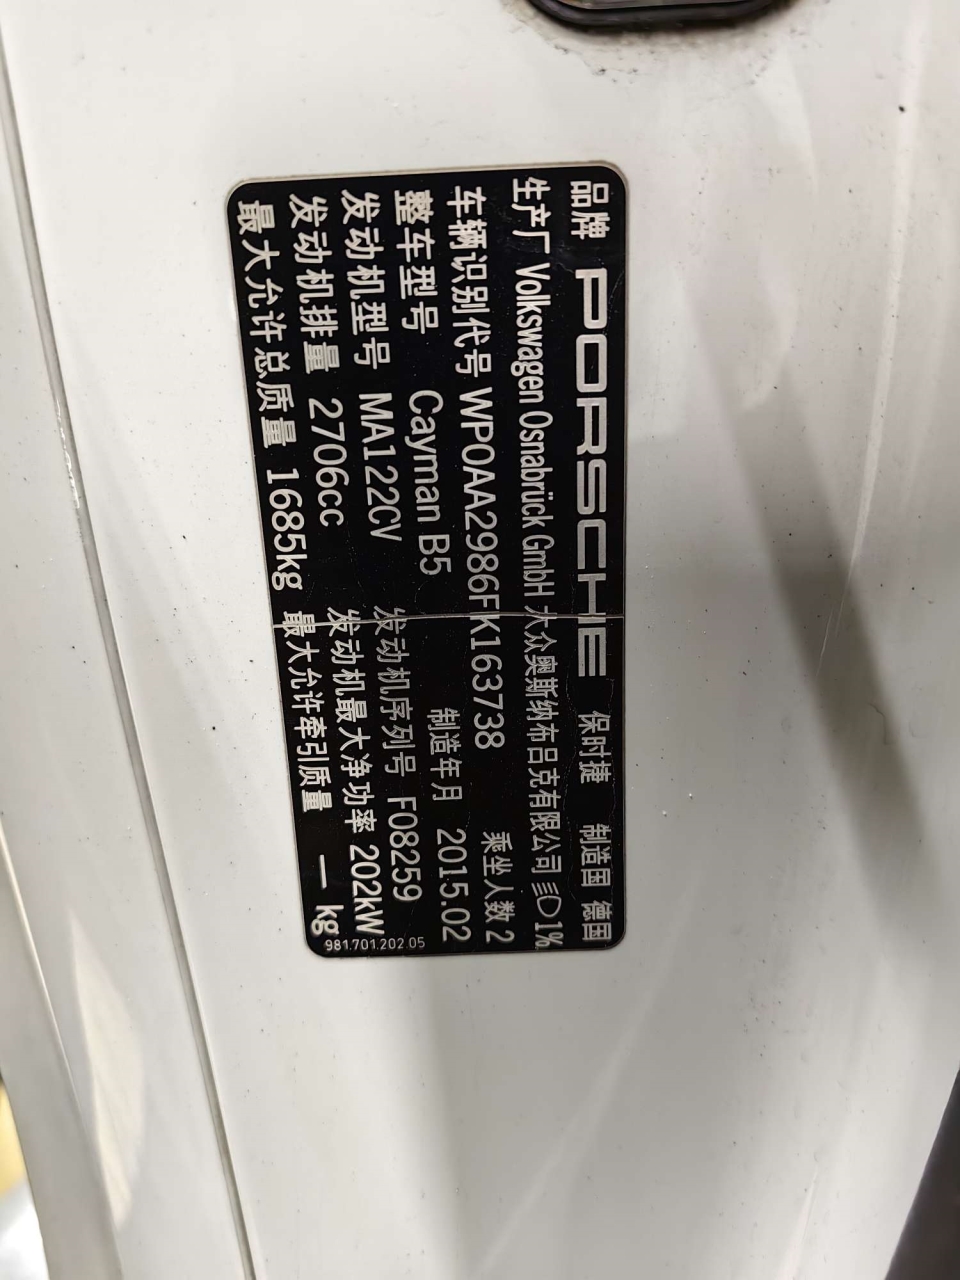 品牌 PORSCHE 保时捷 制造国 德国
生产厂 Volkswagen Osnabrück GmbH 大众奥斯纳布吕克有限公司 1%
车辆识别代号 WP0AA2986FK163738 乘坐人数 2
整车型号 Cayman B5 制造年月 2015.02
发动机型号 MA122CV 发动机序列号 F08259
发动机排量 2706cc 发动机最大净功率 202kW
最大允许总质量 1685kg 最大允许牵引质量 — kg
981.701.202.05